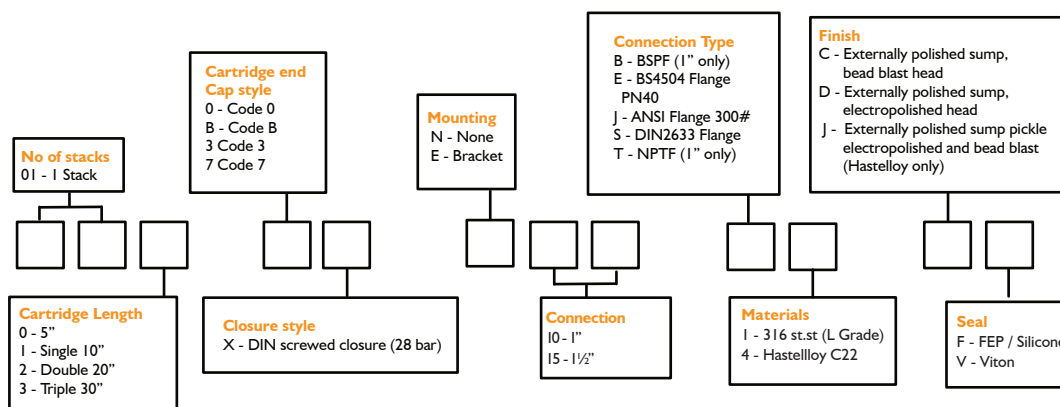 No of stacks
01 - 1 Stack
Cartridge end
Cap style
0 - Code 0
B - Code B
3 Code 3
7 Code 7
Mounting
N - None
E - Bracket
Connection Type
B - BSPF (1” only)
E - BS4504 Flange
PN40
J - ANSI Flange 300#
S - DIN2633 Flange
T - NPTF (1” only)
Finish
C - Externally polished sump,
bead blast head
D - Externally polished sump,
electropolished head
J - Externally polished sump pickle
electropolished and bead blast
(Hastelloy only)
Cartridge Length
0 - 5”
1 - Single 10”
2 - Double 20”
3 - Triple 30”
Closure style
X - DIN screwed closure (28 bar)
Connection
10 - 1”
15 - 1½”
Materials
1 - 316 st.st (L Grade)
4 - Hastellloy C22
Seal
F - FEP / Silicone
V - Viton